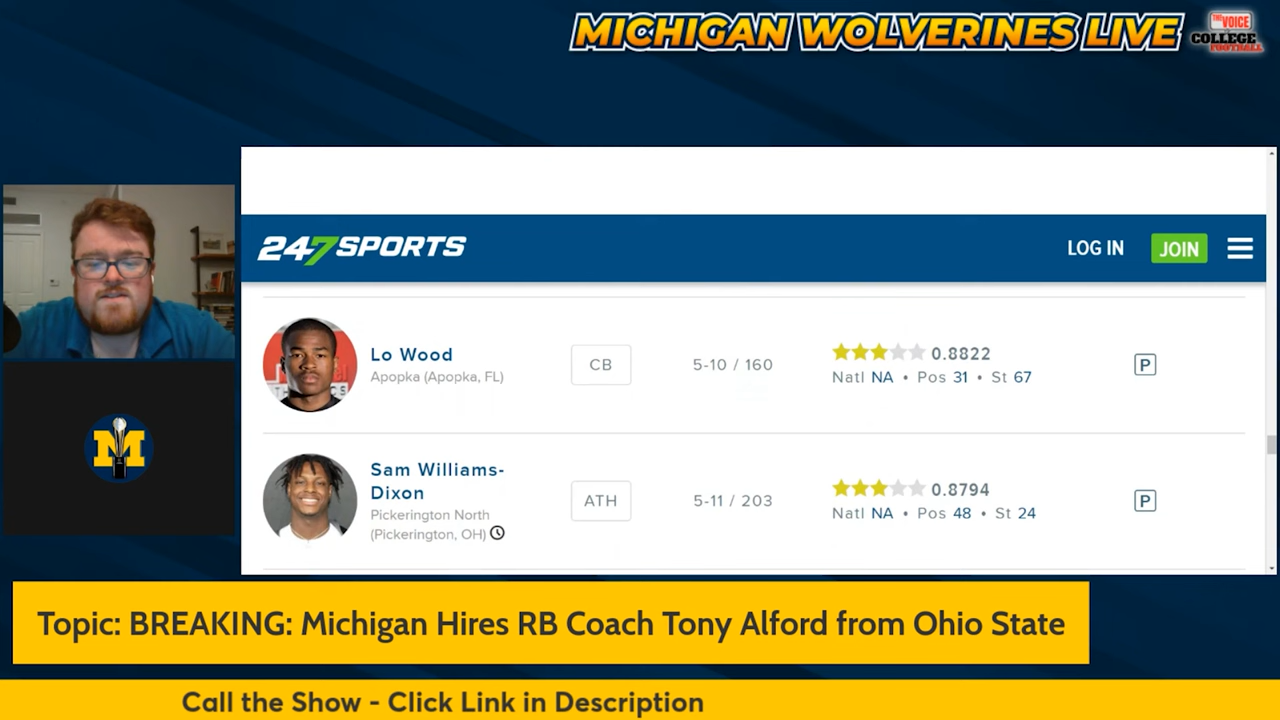 MICHIGAN WOLVERINES LIVE
THE VOICE
COLLEGE
FOOTBALL
247SPORTS
LOG IN
JOIN
Lo Wood
Apopka (Apopka, FL)
CB
5-10 / 160
0.8822
Natl NA • Pos 31 • St 67
P
Sam Williams-
Dixon
Pickerington North
(Pickerington, OH)
ATH
5-11 / 203
0.8794
Natl NA • Pos 48 • St 24
P
M
Topic: BREAKING: Michigan Hires RB Coach Tony Alford from Ohio State
Call the Show - Click Link in Description